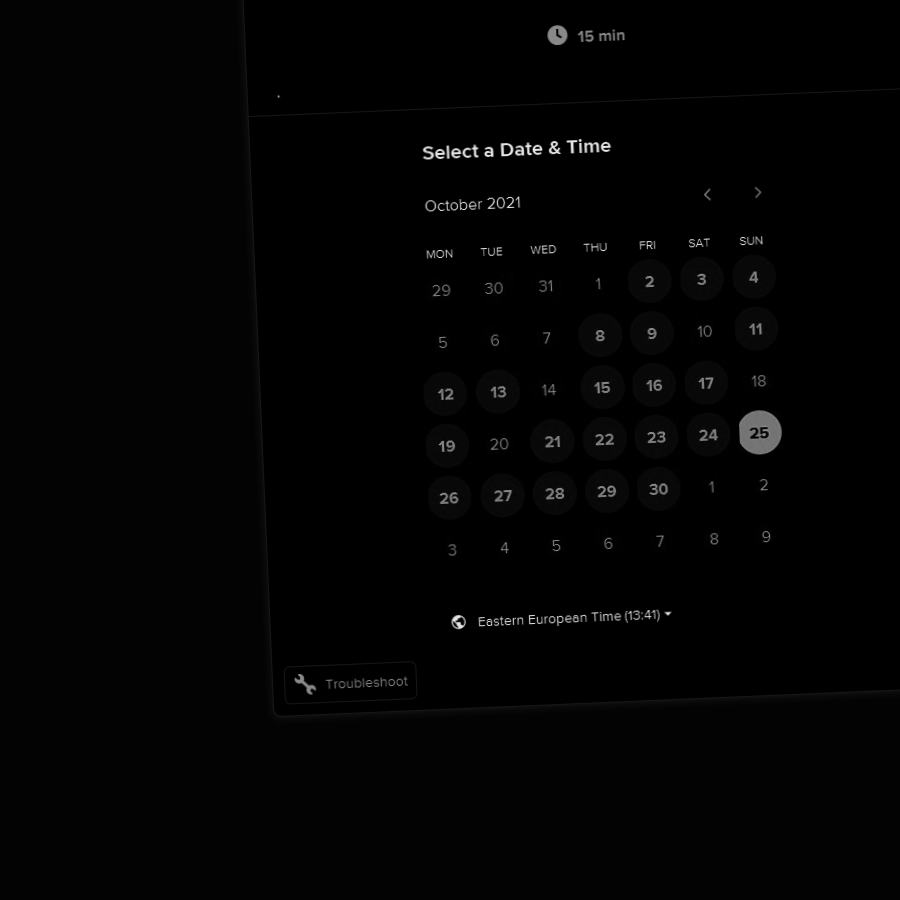 15 min
Select a Date & Time
October 2021
MON TUE WED THU FRI SAT SUN
29 30 31 1 2 3 4
5 6 7 8 9 10 11
12 13 14 15 16 17 18
19 20 21 22 23 24 25
26 27 28 29 30 1 2
3 4 5 6 7 8 9
Eastern European Time (13:41)
Troubleshoot